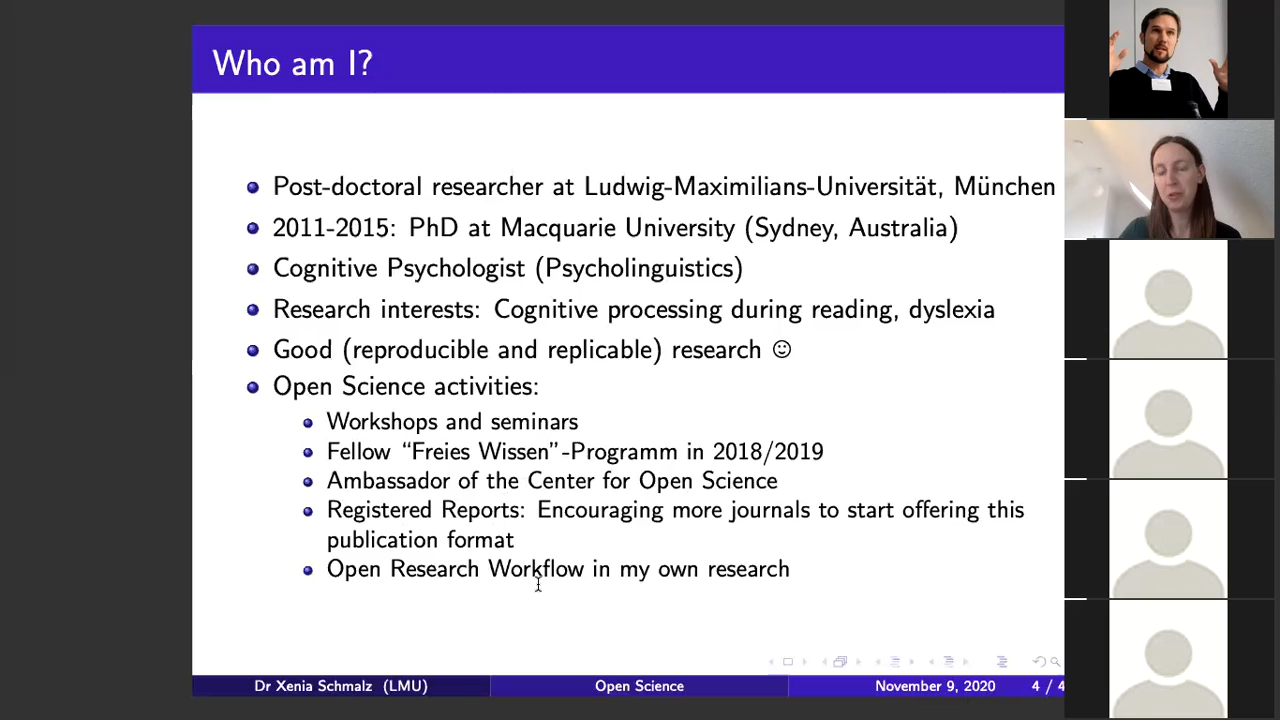 Who am I?
Post-doctoral researcher at Ludwig-Maximilians-Universität, München
2011-2015: PhD at Macquarie University (Sydney, Australia)
Cognitive Psychologist (Psycholinguistics)
Research interests: Cognitive processing during reading, dyslexia
Good (reproducible and replicable) research ☺
Open Science activities:
Workshops and seminars
Fellow “Freies Wissen”-Programm in 2018/2019
Ambassador of the Center for Open Science
Registered Reports: Encouraging more journals to start offering this
publication format
Open Research Workflow in my own research
Dr Xenia Schmalz (LMU) Open Science November 9, 2020 4 / 4